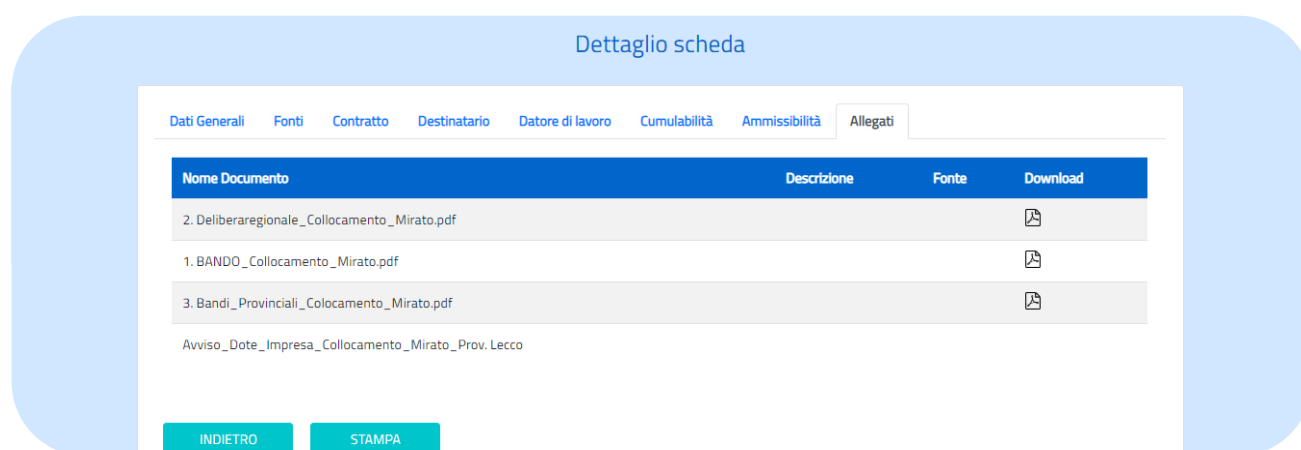 Dettaglio scheda
Dati Generali Fonti Contratto Destinatario Datore di lavoro Cumulabilità Ammissibilità Allegati
Nome Documento Descrizione Fonte Download
2. Deliberaregionale_Collocamento_Mirato.pdf
1. BANDO_Collocamento_Mirato.pdf
3. Bandi_Provinciali_Colocamento_Mirato.pdf
Avviso_Dote_Impresa_Collocamento_Mirato_Prov. Lecco
INDIETRO STAMPA